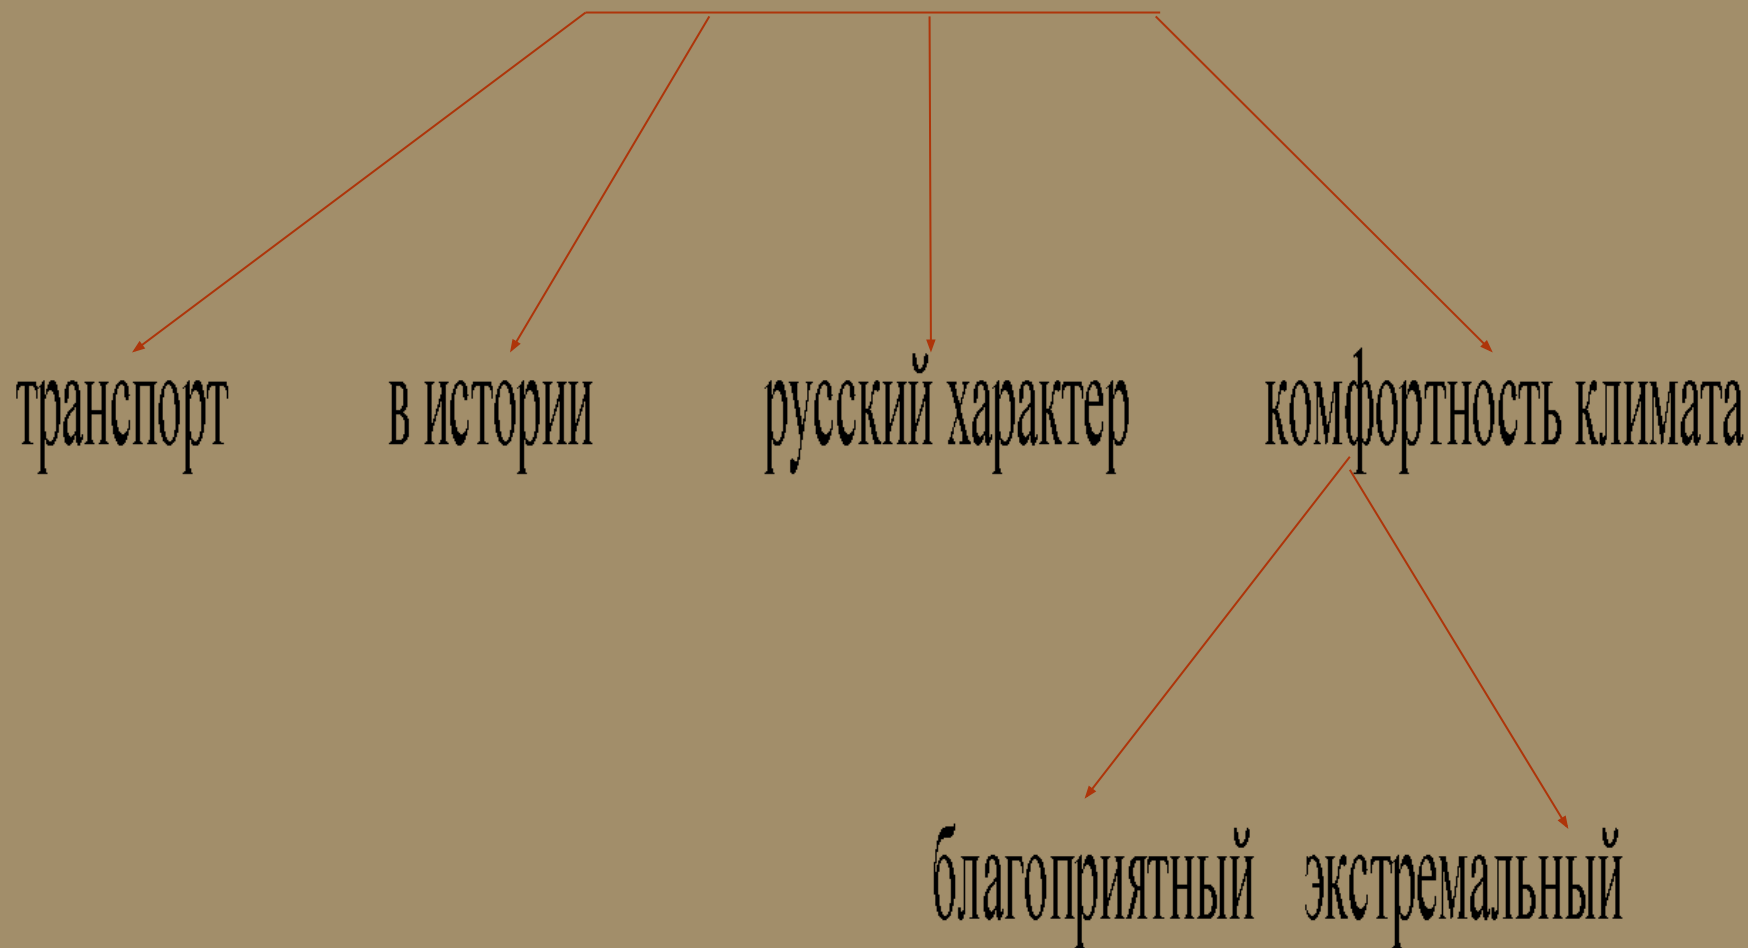 транспорт в истории русский характер комфортность климата
благоприятный экстремальный